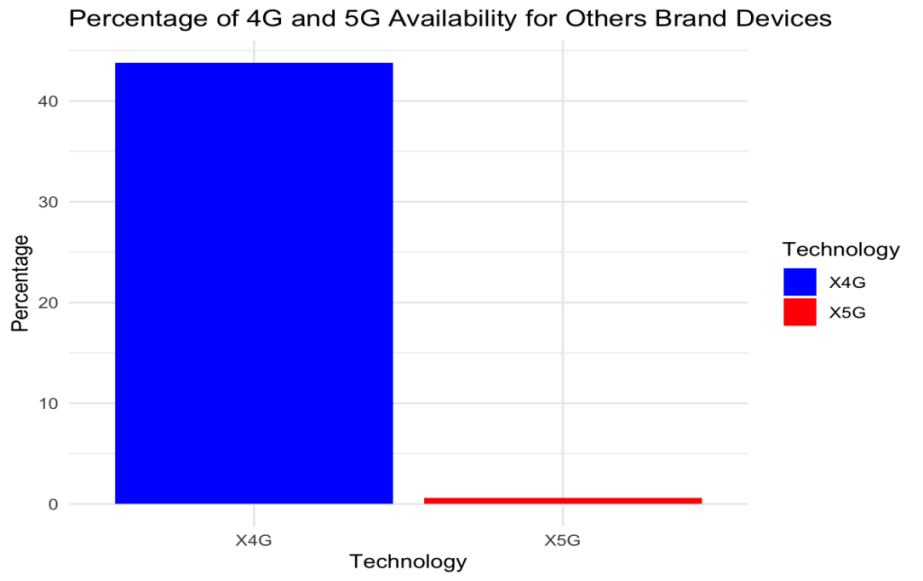 Percentage of 4G and 5G Availability for Others Brand Devices
Percentage
40
30
20
10
0
X4G
X5G
Technology
Technology
X4G
X5G